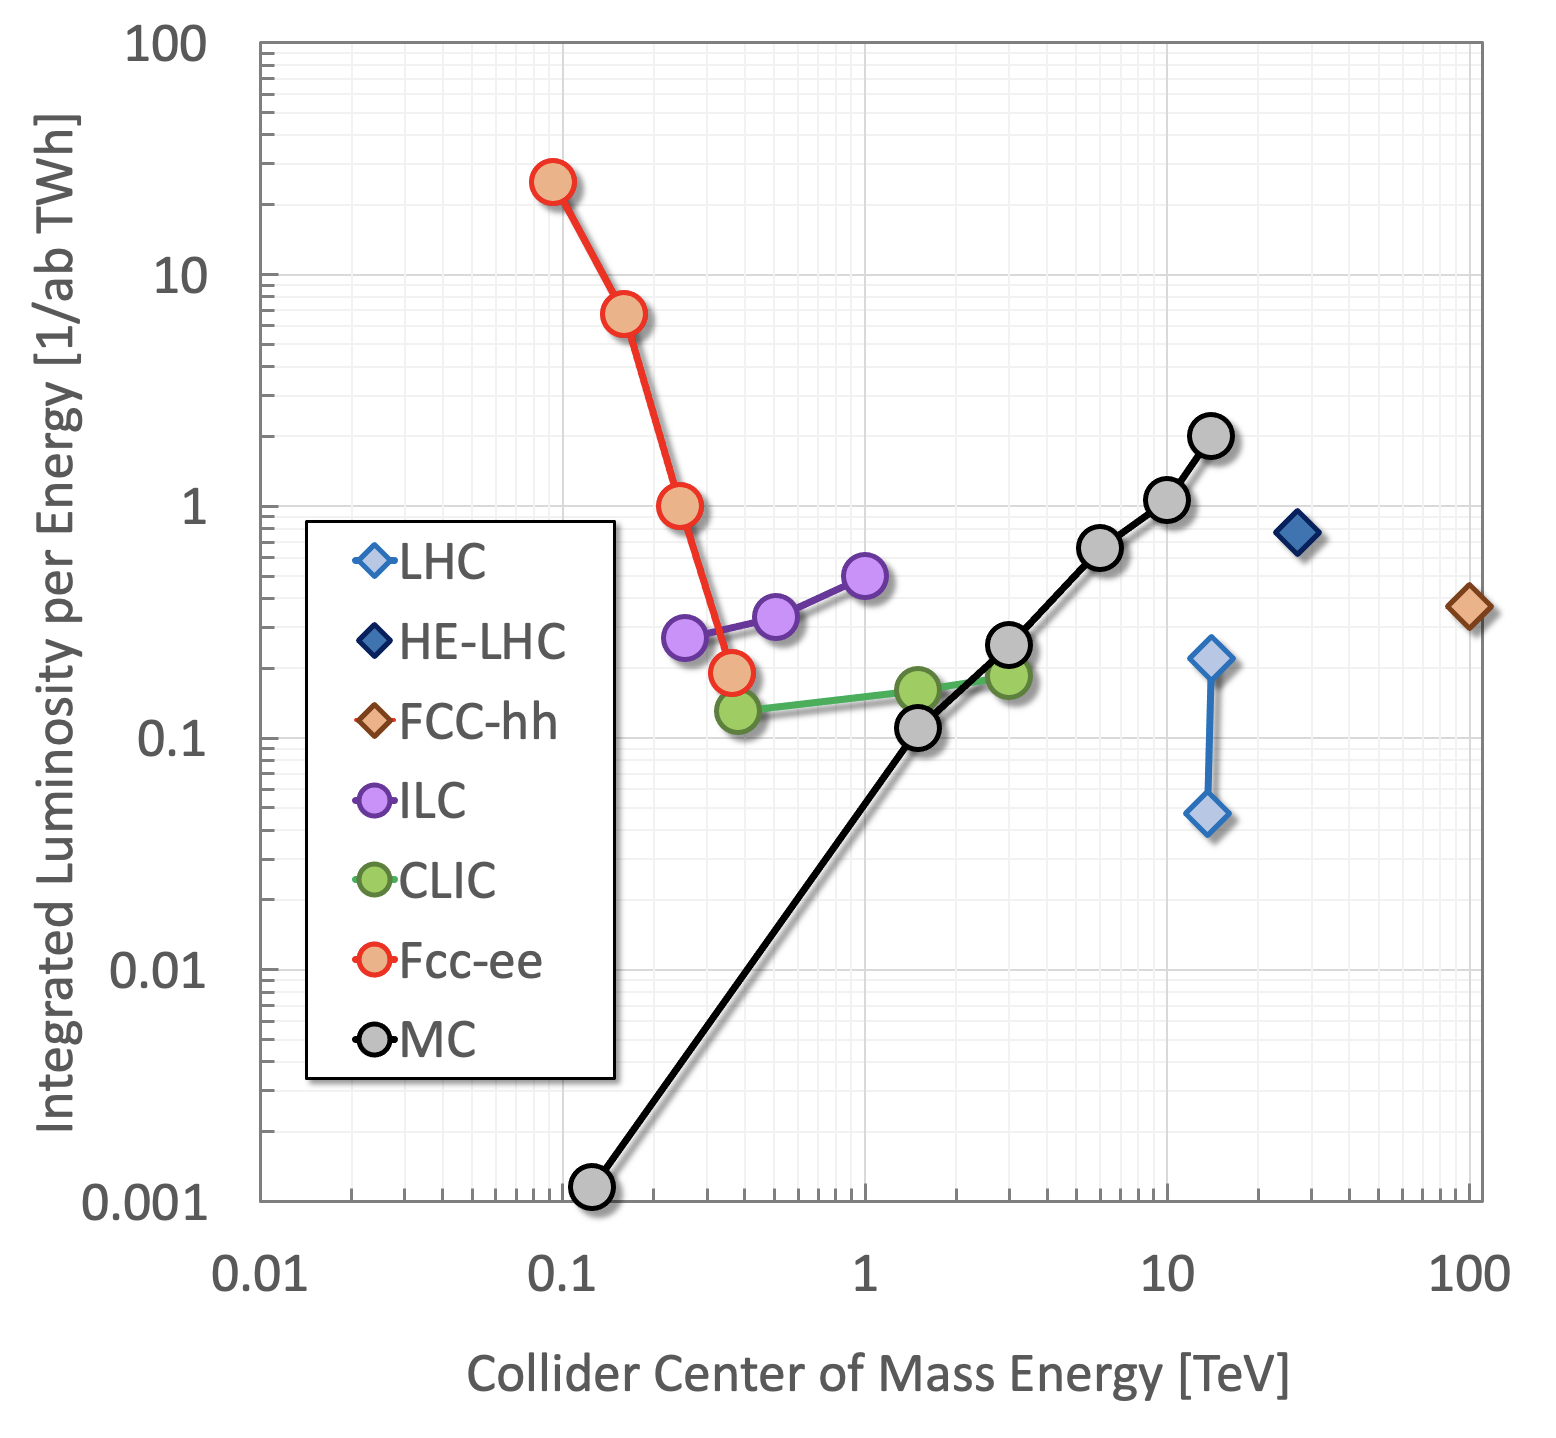 Integrated Luminosity per Energy [1/ab TWh]
100
10
1
0.1
0.01
0.001
LHC
HE-LHC
FCC-hh
ILC
CLIC
Fcc-ee
MC
0.01 0.1 1 10 100
Collider Center of Mass Energy [TeV]